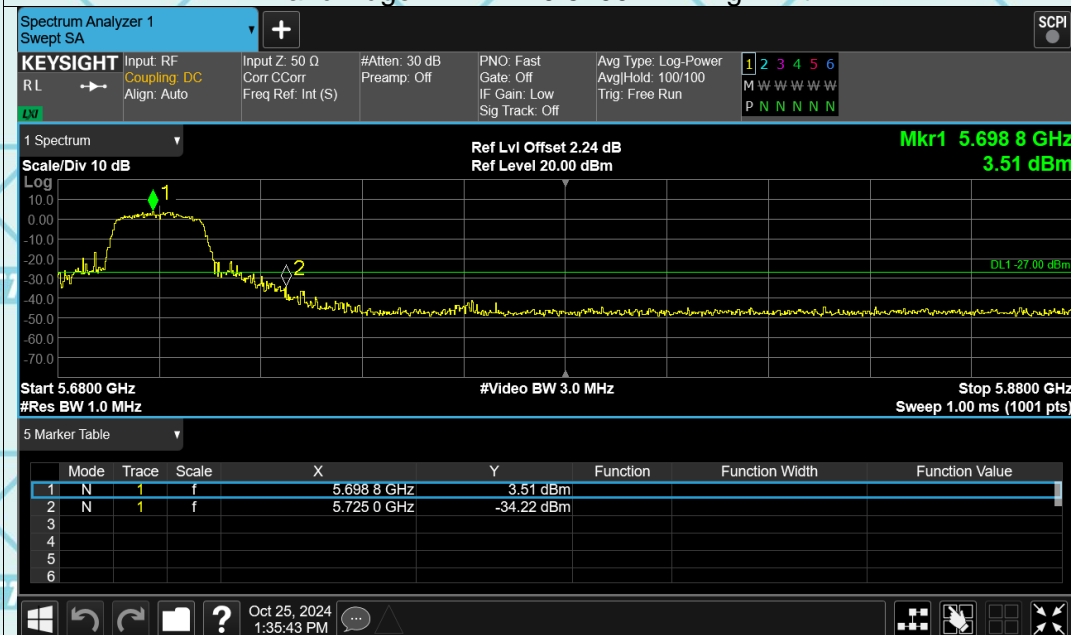 Spectrum Analyzer 1
Swept SA
+
SCPI
KEYSIGHT
RL
LXI
Input: RF
Coupling: DC
Align: Auto
Input Z: 50 Ω
Corr CCorr
Freq Ref: Int (S)
#Atten: 30 dB
Preamp: Off
PNO: Fast
Gate: Off
IF Gain: Low
Sig Track: Off
Avg Type: Log-Power
Avg|Hold: 100/100
Trig: Free Run
1 2 3 4 5 6
M W W W W W
P N N N N N
1 Spectrum
Scale/Div 10 dB
Ref Lvl Offset 2.24 dB
Ref Level 20.00 dBm
Mkr1 5.698 8 GHz
3.51 dBm
Log
10.0
0.00
-10.0
-20.0
-30.0
-40.0
-50.0
-60.0
-70.0
1
2
DL1 -27.00 dBm
Start 5.6800 GHz
#Video BW 3.0 MHz
Stop 5.8800 GHz
#Res BW 1.0 MHz
Sweep 1.00 ms (1001 pts)
5 Marker Table
Mode Trace Scale X Y Function Function Width Function Value
1 N 1 f 5.698 8 GHz 3.51 dBm
2 N 1 f 5.725 0 GHz -34.22 dBm
3
4
5
6
?
Oct 25, 2024
1:35:43 PM